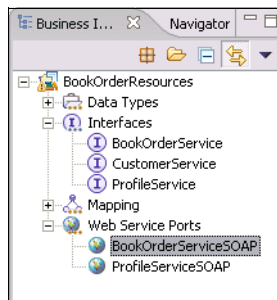 Business I...
Navigator
BookOrderResources
Data Types
Interfaces
BookOrderService
CustomerService
ProfileService
Mapping
Web Service Ports
BookOrderServiceSOAP
ProfileServiceSOAP